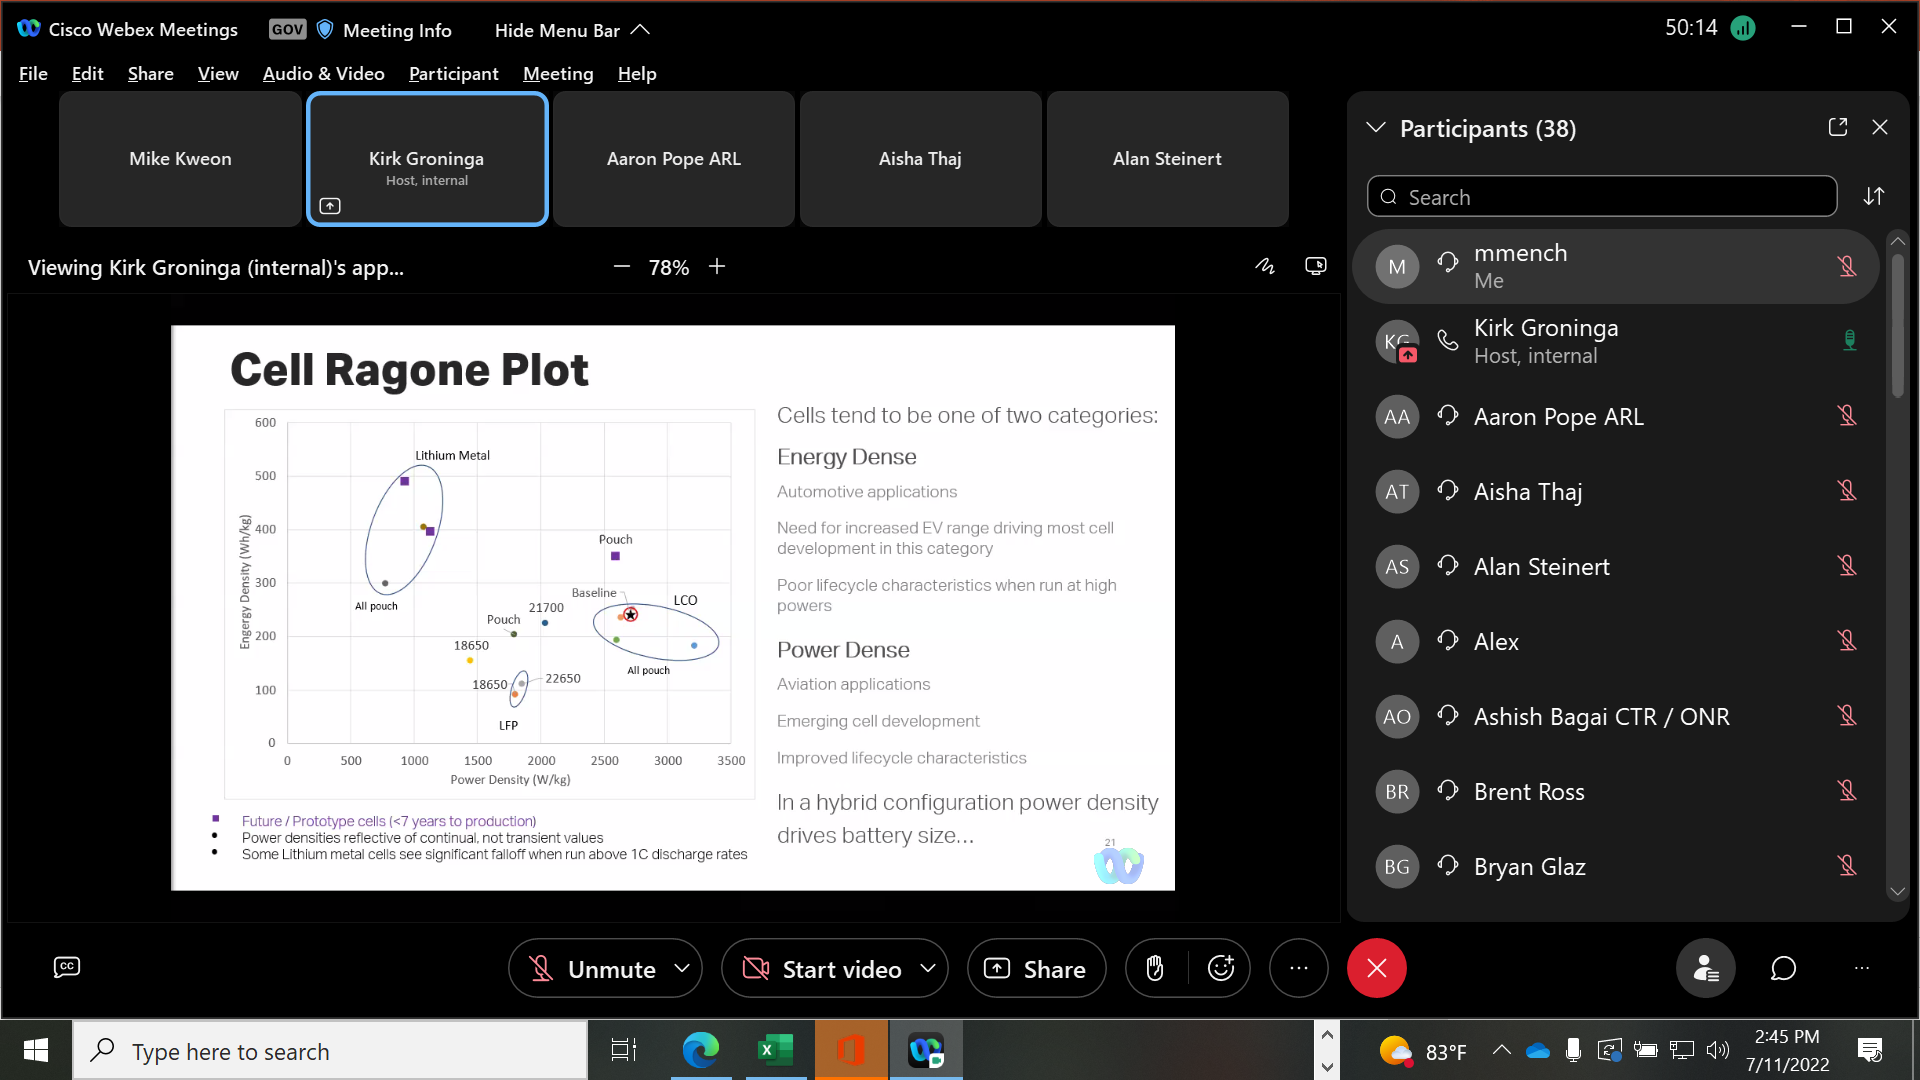 Cisco Webex Meetings
GOV
Meeting Info
Hide Menu Bar
50:14
File Edit Share View Audio & Video Participant Meeting Help
Mike Kweon
Kirk Groninga
Host, internal
Aaron Pope ARL
Aisha Thaj
Alan Steinert
Viewing Kirk Groninga (internal)'s app...
78%
Cell Ragone Plot
600
500
400
300
200
100
0
0 500 1000 1500 2000 2500 3000 3500
Engergy Density (Wh/kg)
Power Density (W/kg)
Lithium Metal
All pouch
Pouch
Baseline
LCO
21700
Pouch
18650
All pouch
18650
22650
LFP
Future / Prototype cells (<7 years to production)
Power densities reflective of continual, not transient values
Some Lithium metal cells see significant falloff when run above 1C discharge rates
Cells tend to be one of two categories:
Energy Dense
Automotive applications
Need for increased EV range driving most cell
development in this category
Poor lifecycle characteristics when run at high
powers
Power Dense
Aviation applications
Emerging cell development
Improved lifecycle characteristics
In a hybrid configuration power density
drives battery size...
21
Participants (38)
Search
M
mmench
Me
KG
Kirk Groninga
Host, internal
AA
Aaron Pope ARL
AT
Aisha Thaj
AS
Alan Steinert
A
Alex
AO
Ashish Bagai CTR / ONR
BR
Brent Ross
BG
Bryan Glaz
CC
Unmute
Start video
Share
Type here to search
83°F
2:45 PM
7/11/2022